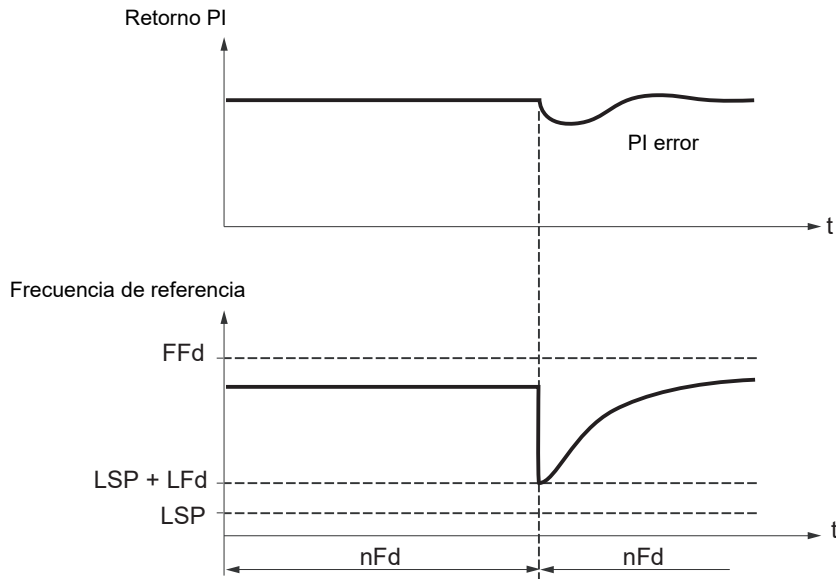 Retorno PI
PI error
t
Frecuencia de referencia
FFd
LSP + LFd
LSP
t
nFd
nFd